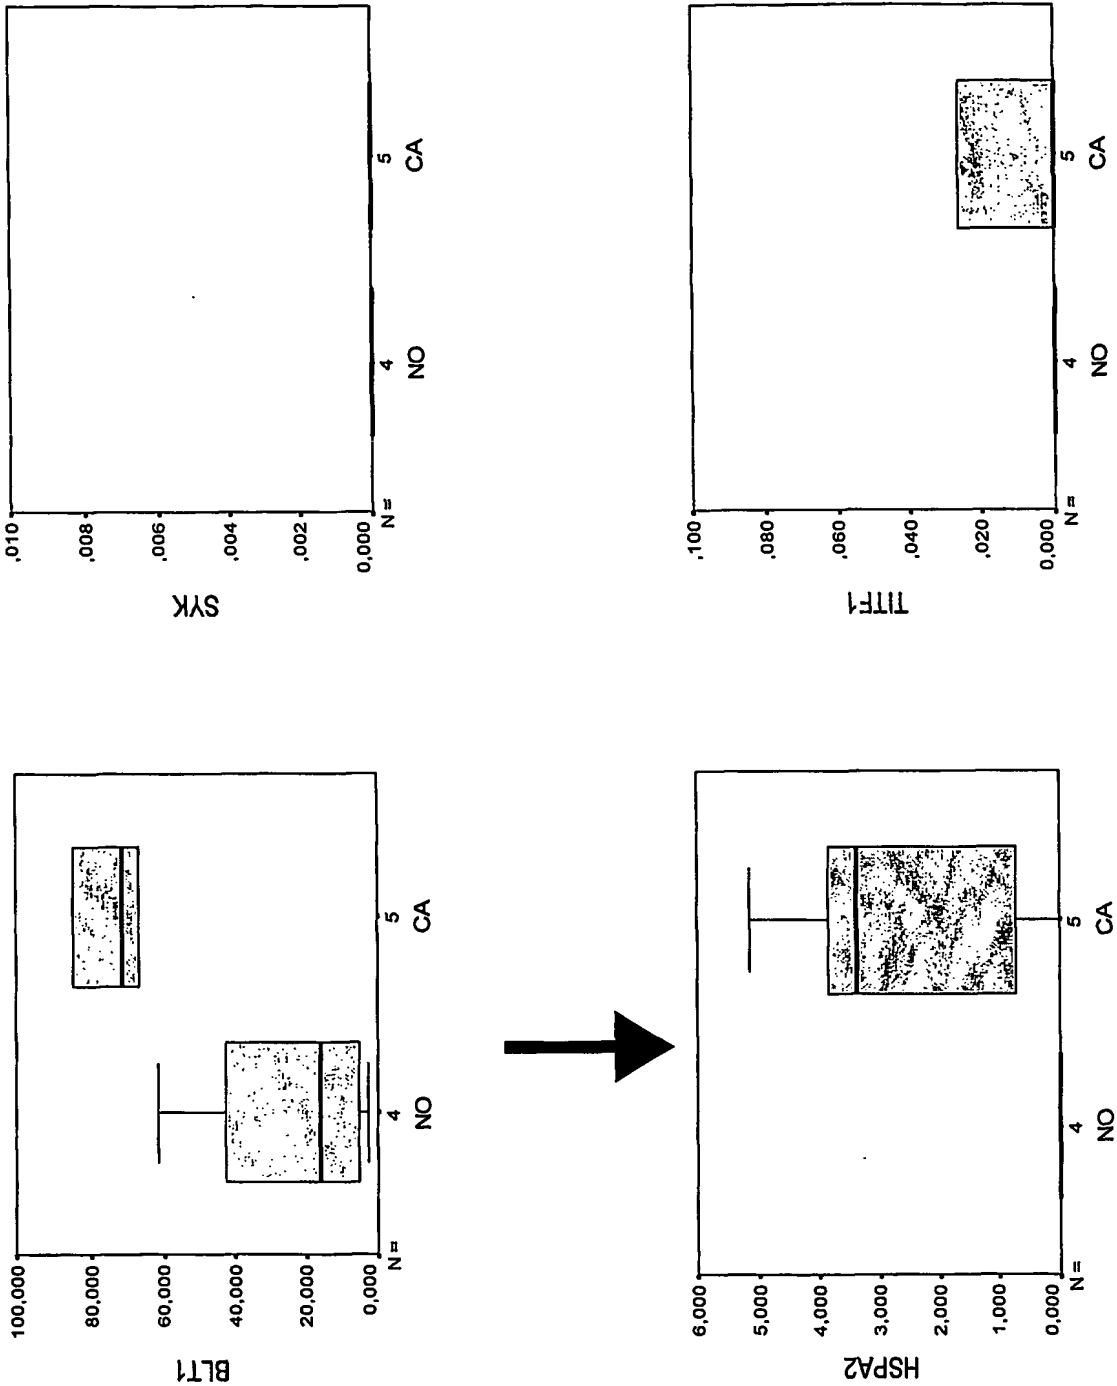 BLT1
100,000
80,000
60,000
40,000
20,000
0,000
N =
4
5
NO
CA
SYK
,010
,008
,006
,004
,002
0,000
N =
4
5
NO
CA
HSPA2
6,000
5,000
4,000
3,000
2,000
1,000
0,000
N =
4
5
NO
CA
TITF1
,100
,080
,060
,040
,020
0,000
N =
4
5
NO
CA